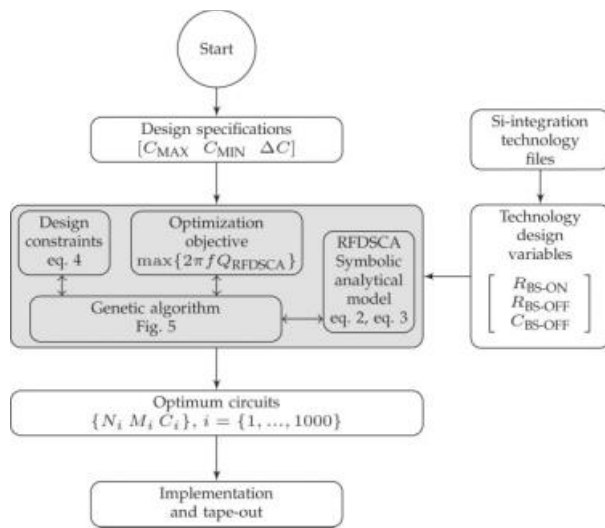 Start
Design specifications
[C_MAX C_MIN ΔC]
Si-integration
technology
files
Design
constraints
eq. 4
Optimization
objective
max{2πfQ_RFDSCA}
RFDSCA
Symbolic
analytical
model
eq. 2, eq. 3
Genetic algorithm
Fig. 5
Technology
design
variables
R_BS-ON
R_BS-OFF
C_BS-OFF
Optimum circuits
{N_i M_i C_i}, i = {1, ..., 1000}
Implementation
and tape-out